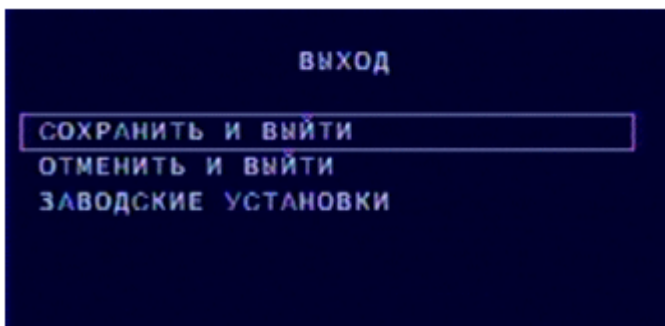 ВЫХОД
СОХРАНИТЬ И ВЫЙТИ
ОТМЕНИТЬ И ВЫЙТИ
ЗАВОДСКИЕ УСТАНОВКИ